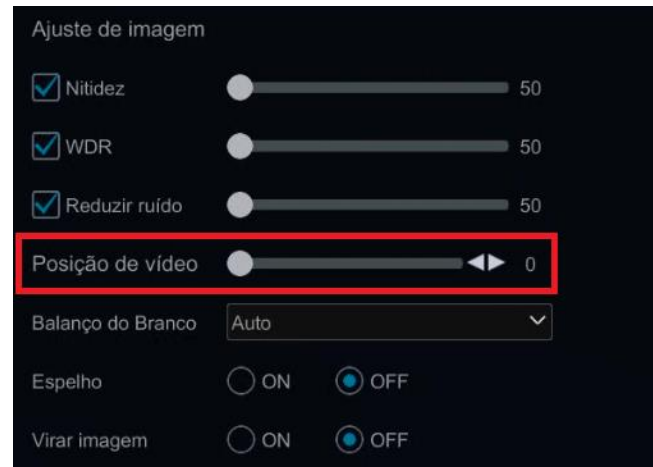 Ajuste de imagem
Nitidez 50
WDR 50
Reduzir ruído 50
Posição de vídeo 0
Balanço do Branco Auto
Espelho ON OFF
Virar imagem ON OFF